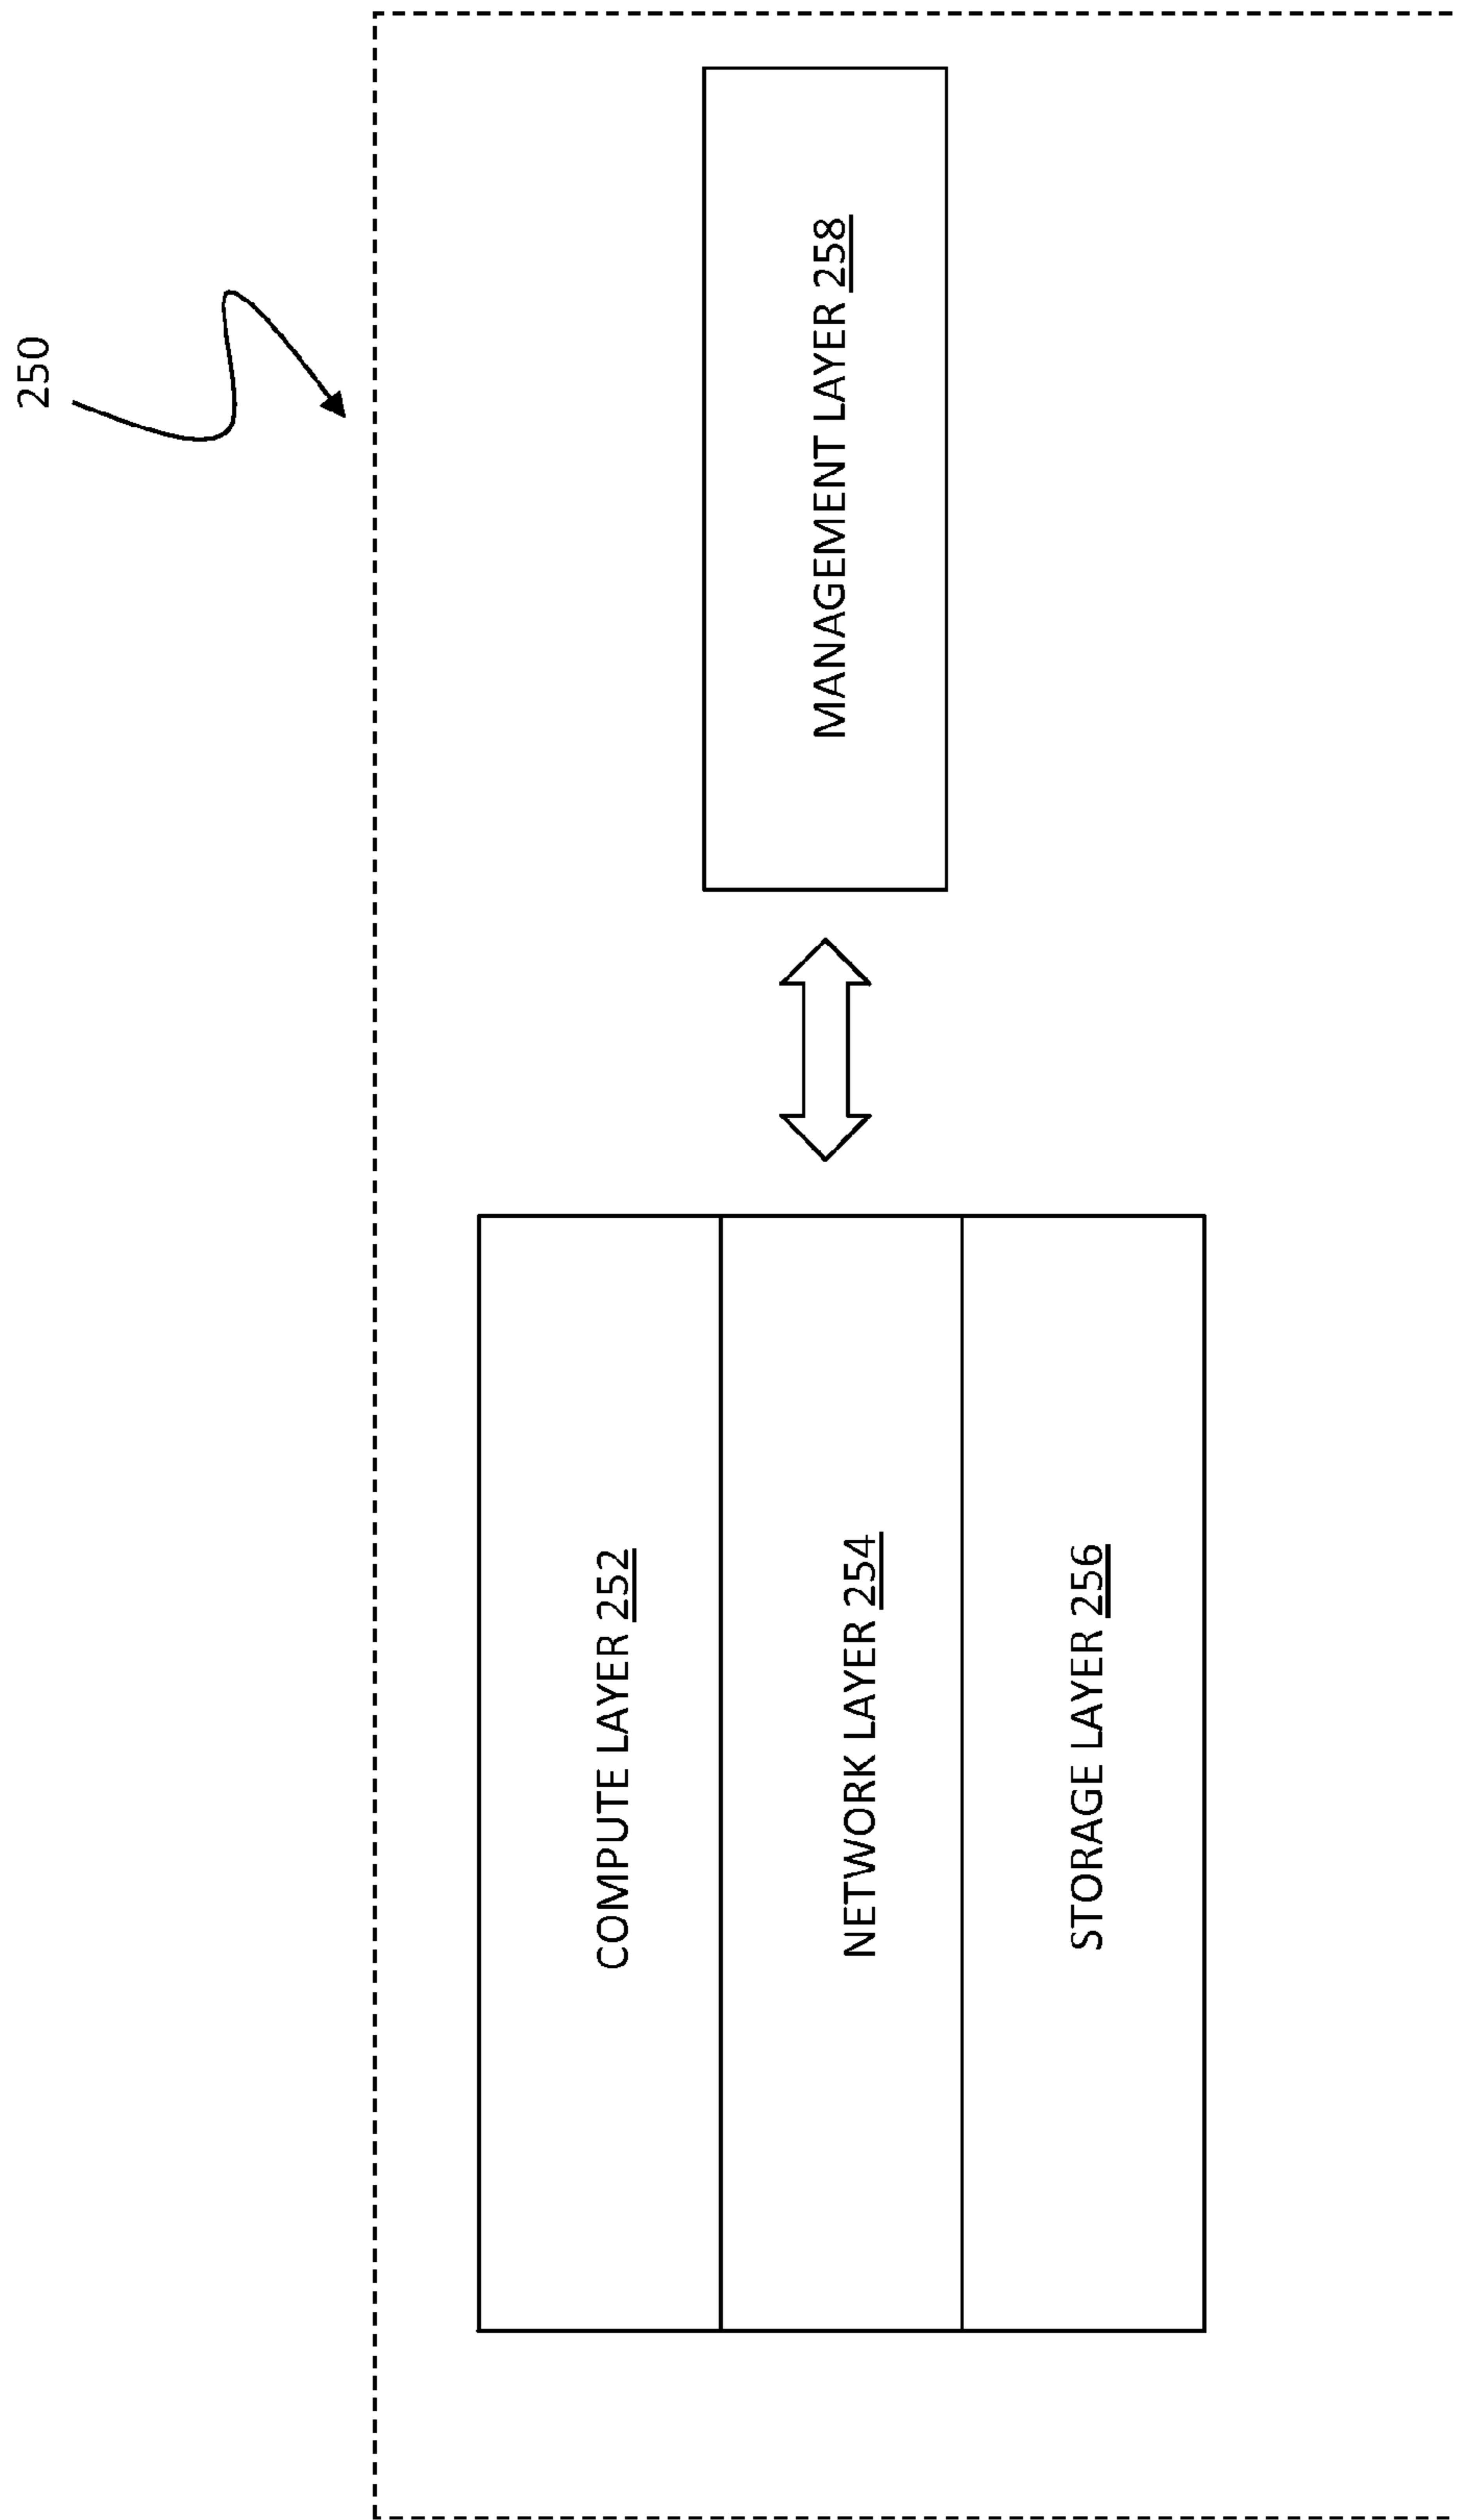 250
COMPUTE LAYER 252
NETWORK LAYER 254
STORAGE LAYER 256
MANAGEMENT LAYER 258